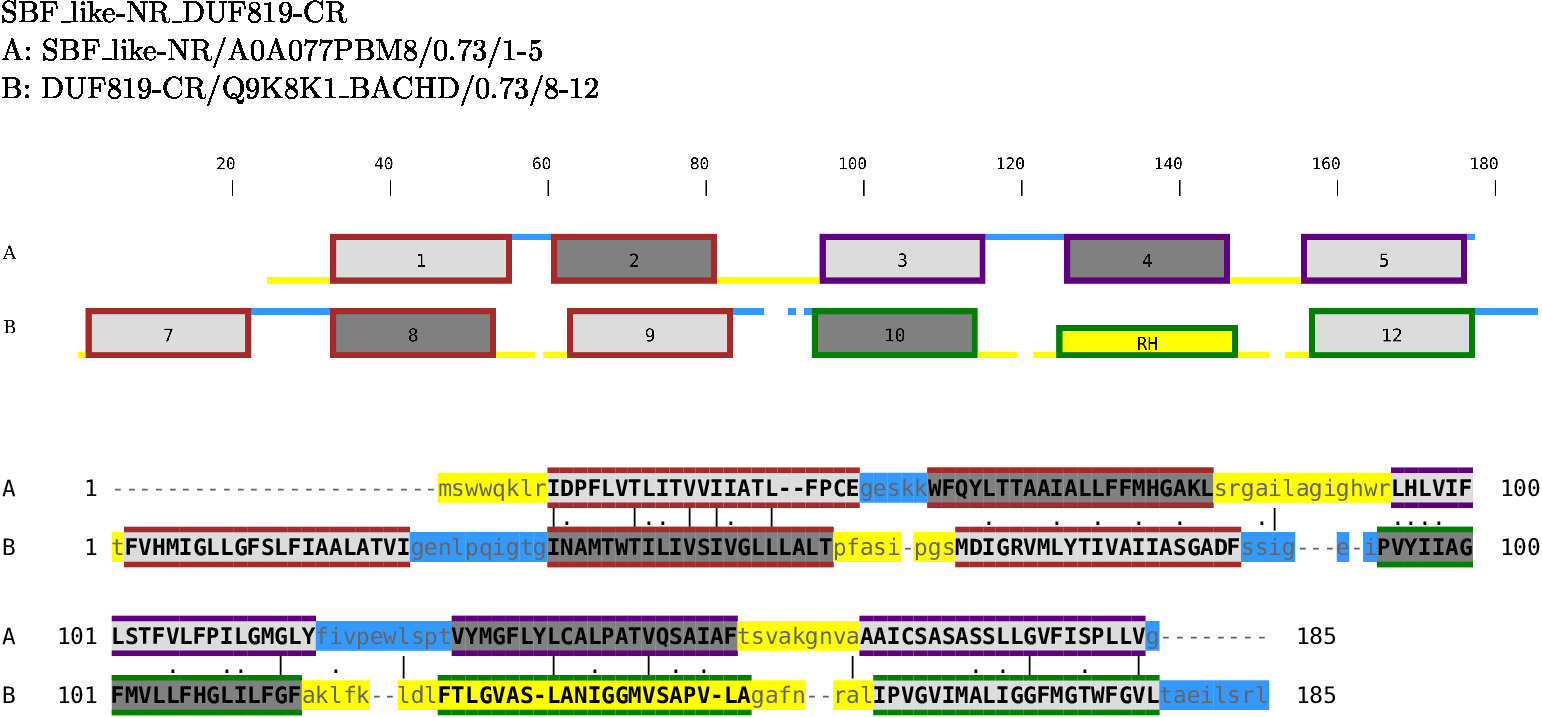 SBF_like-NR_DUF819-CR
A: SBF_like-NR/A0A077PBM8/0.73/1-5
B: DUF819-CR/Q9K8K1_BACHD/0.73/8-12
20 40 60 80 100 120 140 160 180
A 1 2 3 4 5
B 7 8 9 10 RH 12
A 1 ------------------------mswwqklrIDPFLVTLITVVIIATL--FPCEgeskkWFQYLTTAAIALLFFMHGAKLsrgailagighwrLHLVIF 100
B 1 tFVHMIGLLGFSLFIAALATVIgenlpqigtgINAMTWTILIVSIVGLLLALTpfasi-pgsMDIGRVMLYTIVAIIASGADFssig---e-iPVYIIAG 100
A 101 LSTFVLFPILGMGLYfivpewlsptVYMGFLYLCALPATVQSAIAFtsvakgnvaAAICSASASSLLGVFISPLLVg-------- 185
B 101 FMVLLFHGLILFGFaklfk--ldlFTLGVAS-LANIGGMVSAPV-LAgafn--ralIPVGVIMALIGGFMGTWFGVLtaeilsrl 185